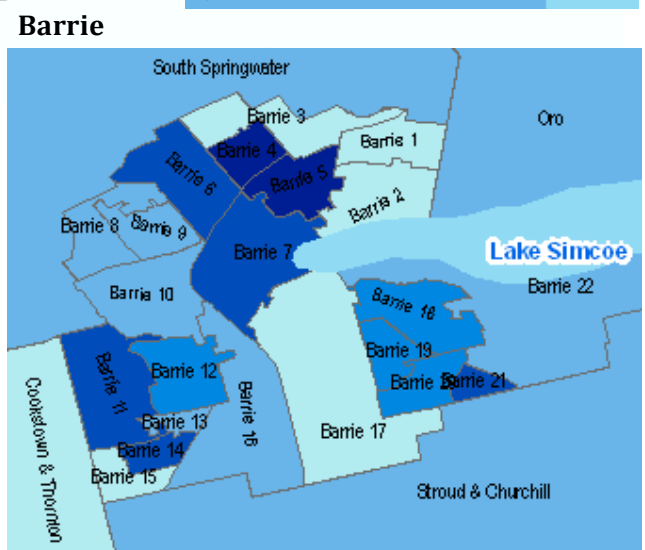 Barrie
South Springwater
Barrie 3
Oro
Barrie 4
Barrie 1
Barrie 6
Barrie 5
Barrie 2
Barrie 8
Barrie 9
Barrie 7
Lake Simcoe
Barrie 22
Barrie 10
Barrie 18
Barrie 19
Barrie 11
Barrie 12
Barrie 20
Barrie 21
Cookstown & Thornton
Barrie 13
Barrie 16
Barrie 17
Barrie 14
Barrie 15
Stroud & Churchill